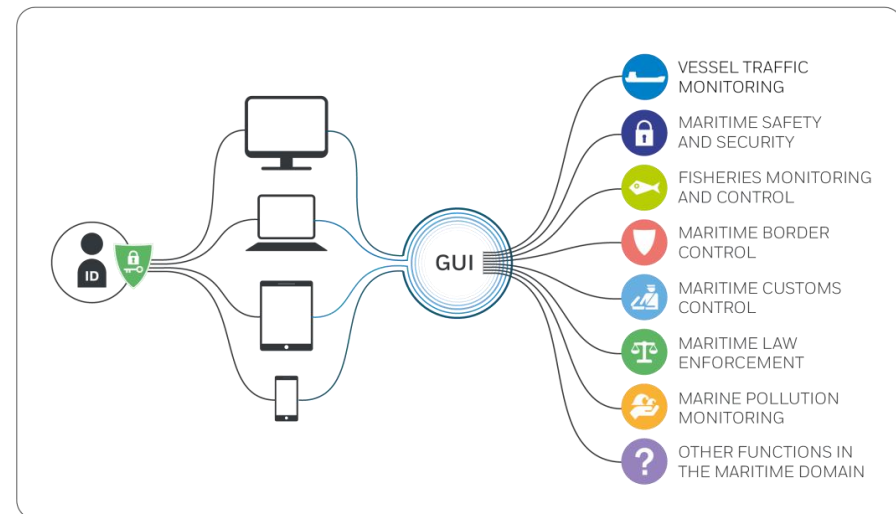 ID
GUI
VESSEL TRAFFIC
MONITORING
MARITIME SAFETY
AND SECURITY
FISHERIES MONITORING
AND CONTROL
MARITIME BORDER
CONTROL
MARITIME CUSTOMS
CONTROL
MARITIME LAW
ENFORCEMENT
MARINE POLLUTION
MONITORING
?
OTHER FUNCTIONS IN
THE MARITIME DOMAIN